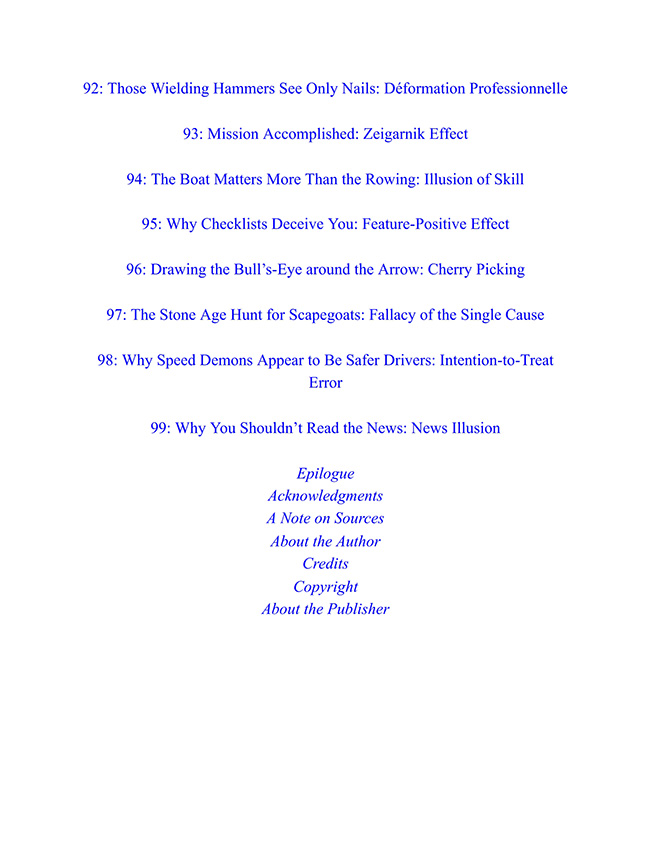 92: Those Wielding Hammers See Only Nails: Déformation Professionnelle
93: Mission Accomplished: Zeigarnik Effect
94: The Boat Matters More Than the Rowing: Illusion of Skill
95: Why Checklists Deceive You: Feature-Positive Effect
96: Drawing the Bull’s-Eye around the Arrow: Cherry Picking
97: The Stone Age Hunt for Scapegoats: Fallacy of the Single Cause
98: Why Speed Demons Appear to Be Safer Drivers: Intention-to-Treat
Error
99: Why You Shouldn’t Read the News: News Illusion
Epilogue
Acknowledgments
A Note on Sources
About the Author
Credits
Copyright
About the Publisher